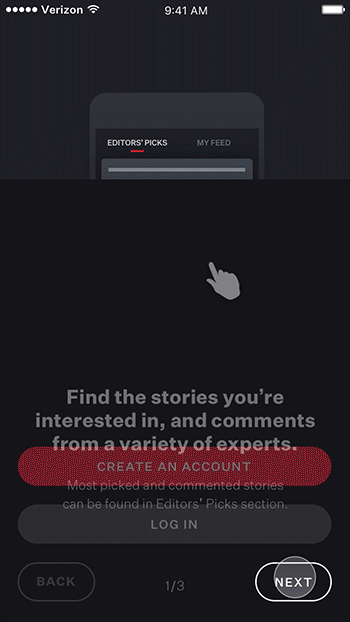 Verizon 9:41 AM
EDITORS' PICKS MY FEED
Find the stories you're
interested in, and comments
from a variety of experts.
CREATE AN ACCOUNT
Most picked and commented stories
can be found in Editors' Picks section.
LOG IN
BACK 1/3 NEXT